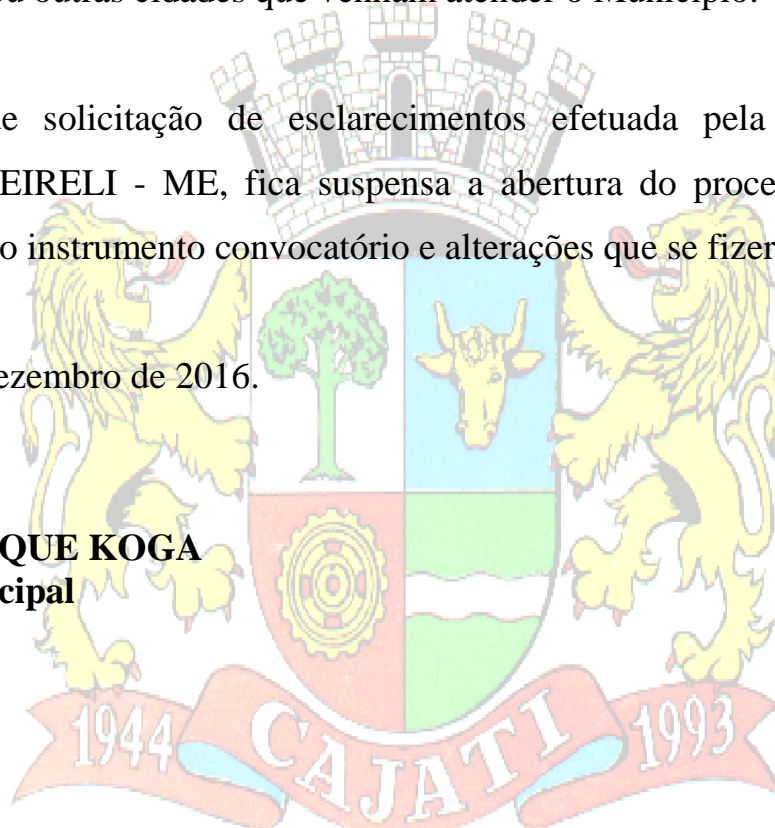 ou outras cidades que venham atender o Município.
e solicitação de esclarecimentos efetuada pela
EIRELI - ME, fica suspensa a abertura do proce
o instrumento convocatório e alterações que se fizer
ezembro de 2016.
QUE KOGA
cipal
1944 CAJATI 1993